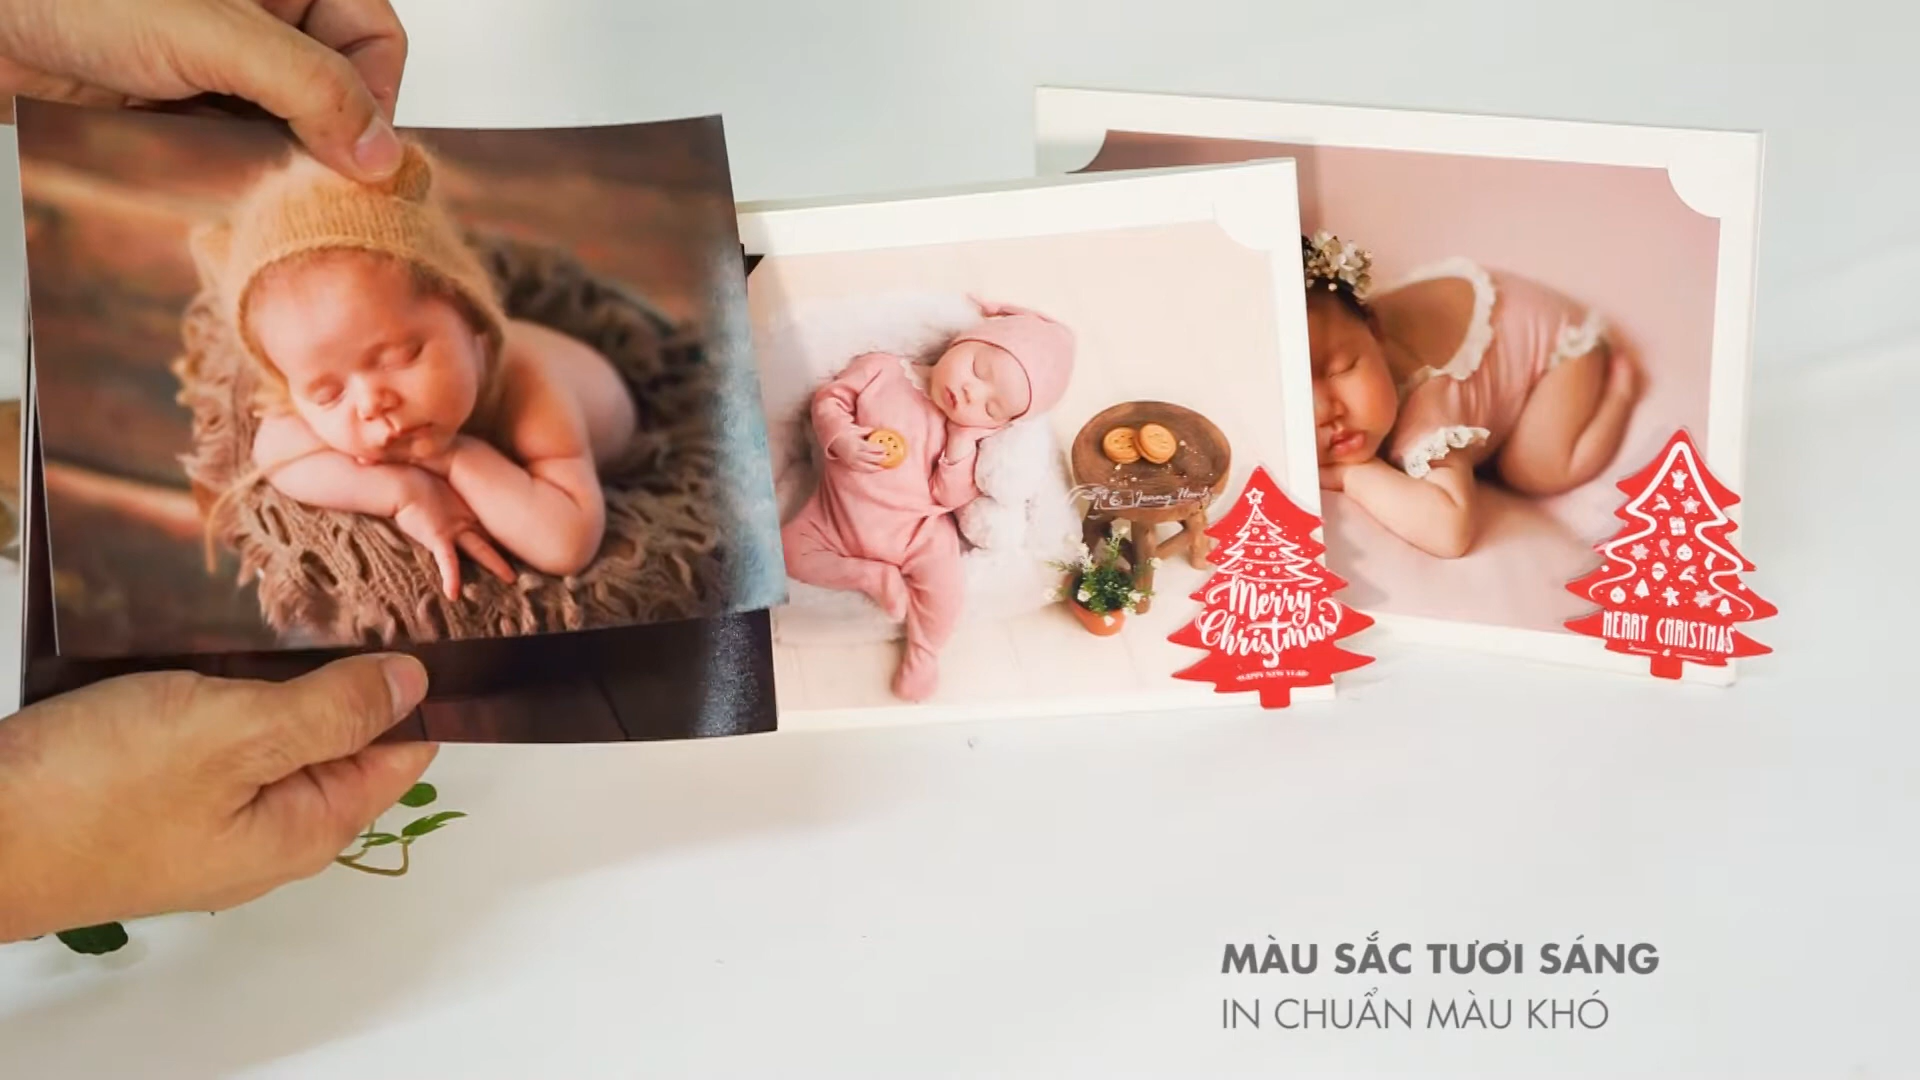 Merry
Christmas
HAPPY NEW YEAR
MERRY CHRISTMAS
MÀU SẮC TƯƠI SÁNG
IN CHUẨN MÀU KHÓ